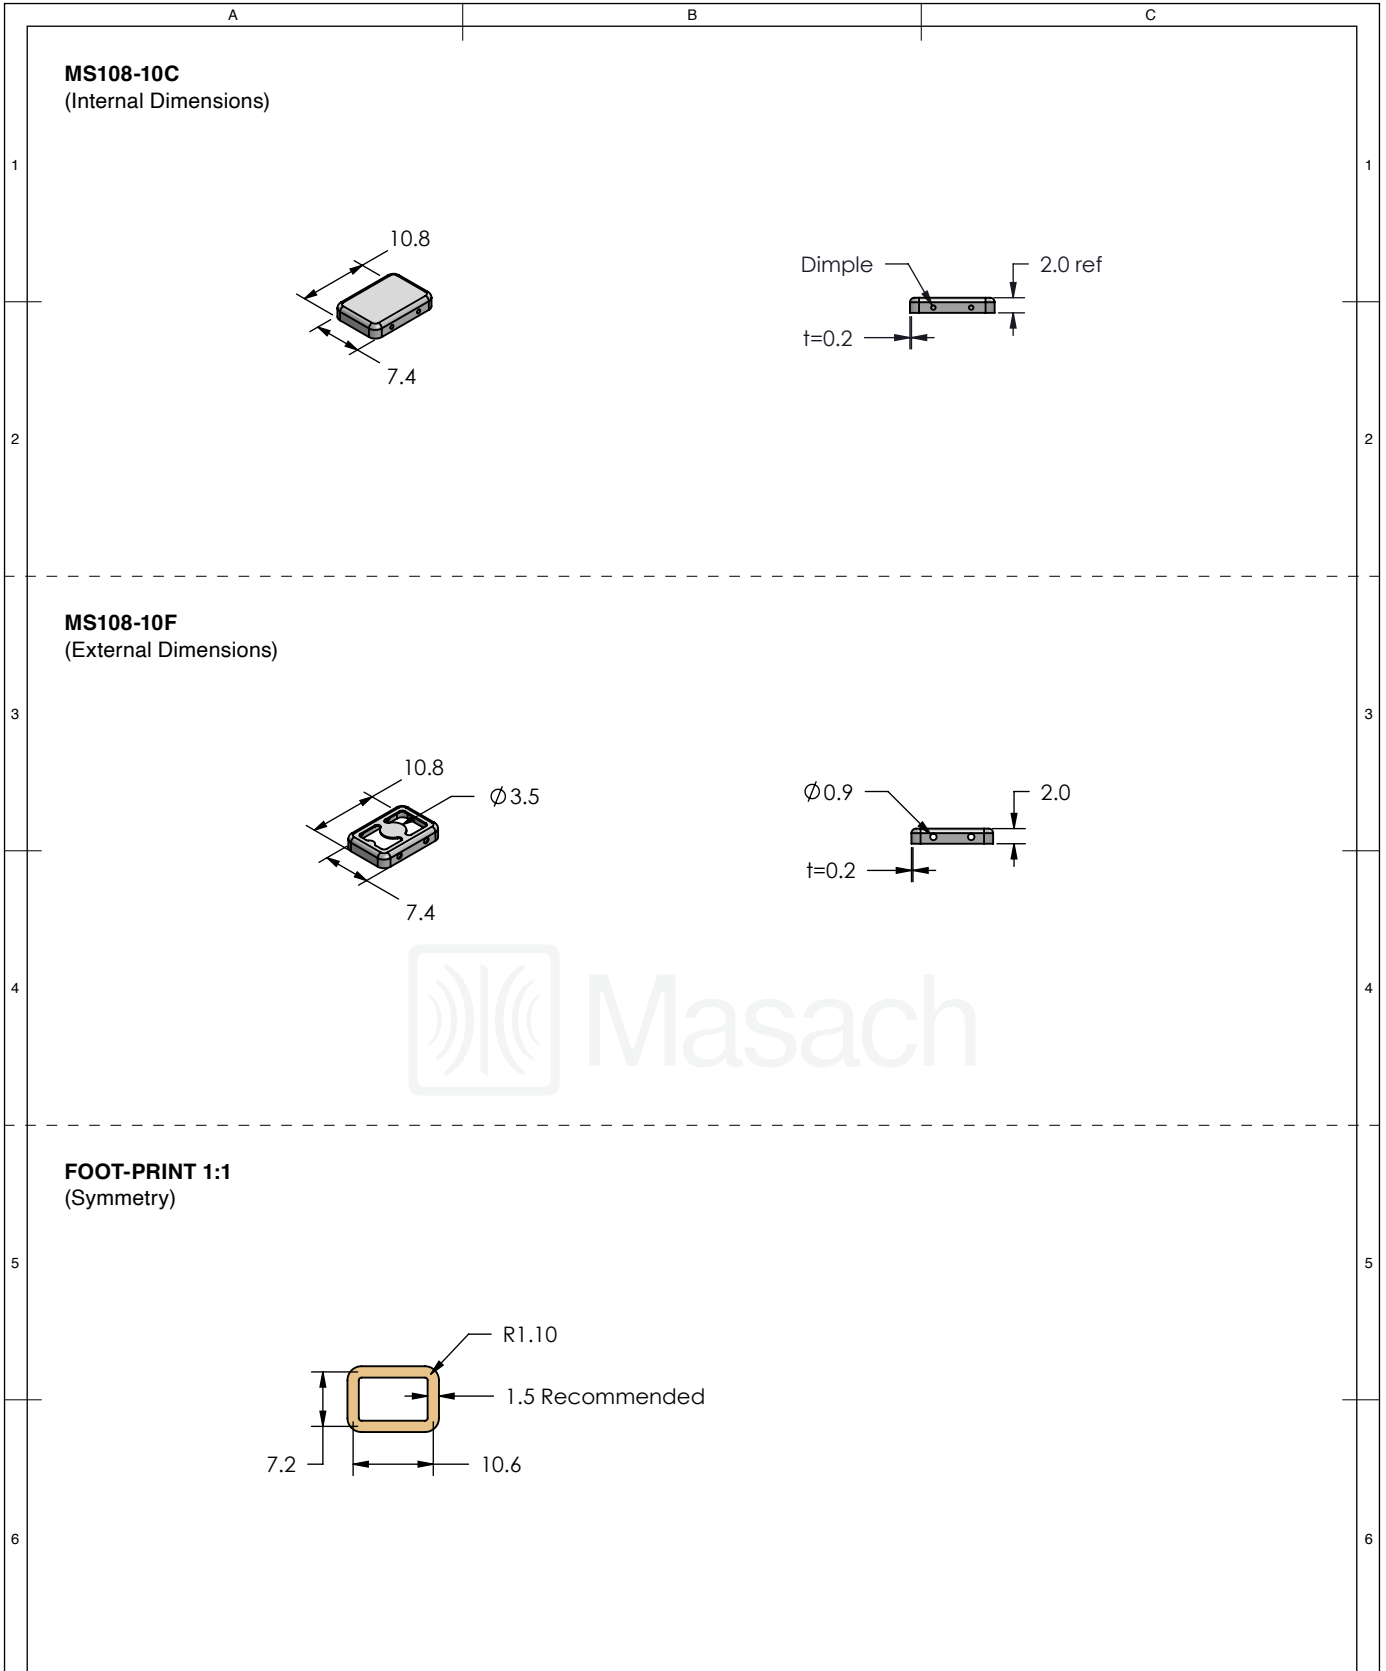 A B C
MS108-10C
(Internal Dimensions)
1 1
10.8
Dimple 2.0 ref
t=0.2
7.4
2 2
MS108-10F
(External Dimensions)
3 3
10.8
Ø3.5 Ø0.9 2.0
t=0.2
7.4
4 4
Masach
FOOT-PRINT 1:1
(Symmetry)
5 5
R1.10
1.5 Recommended
7.2 10.6
6 6